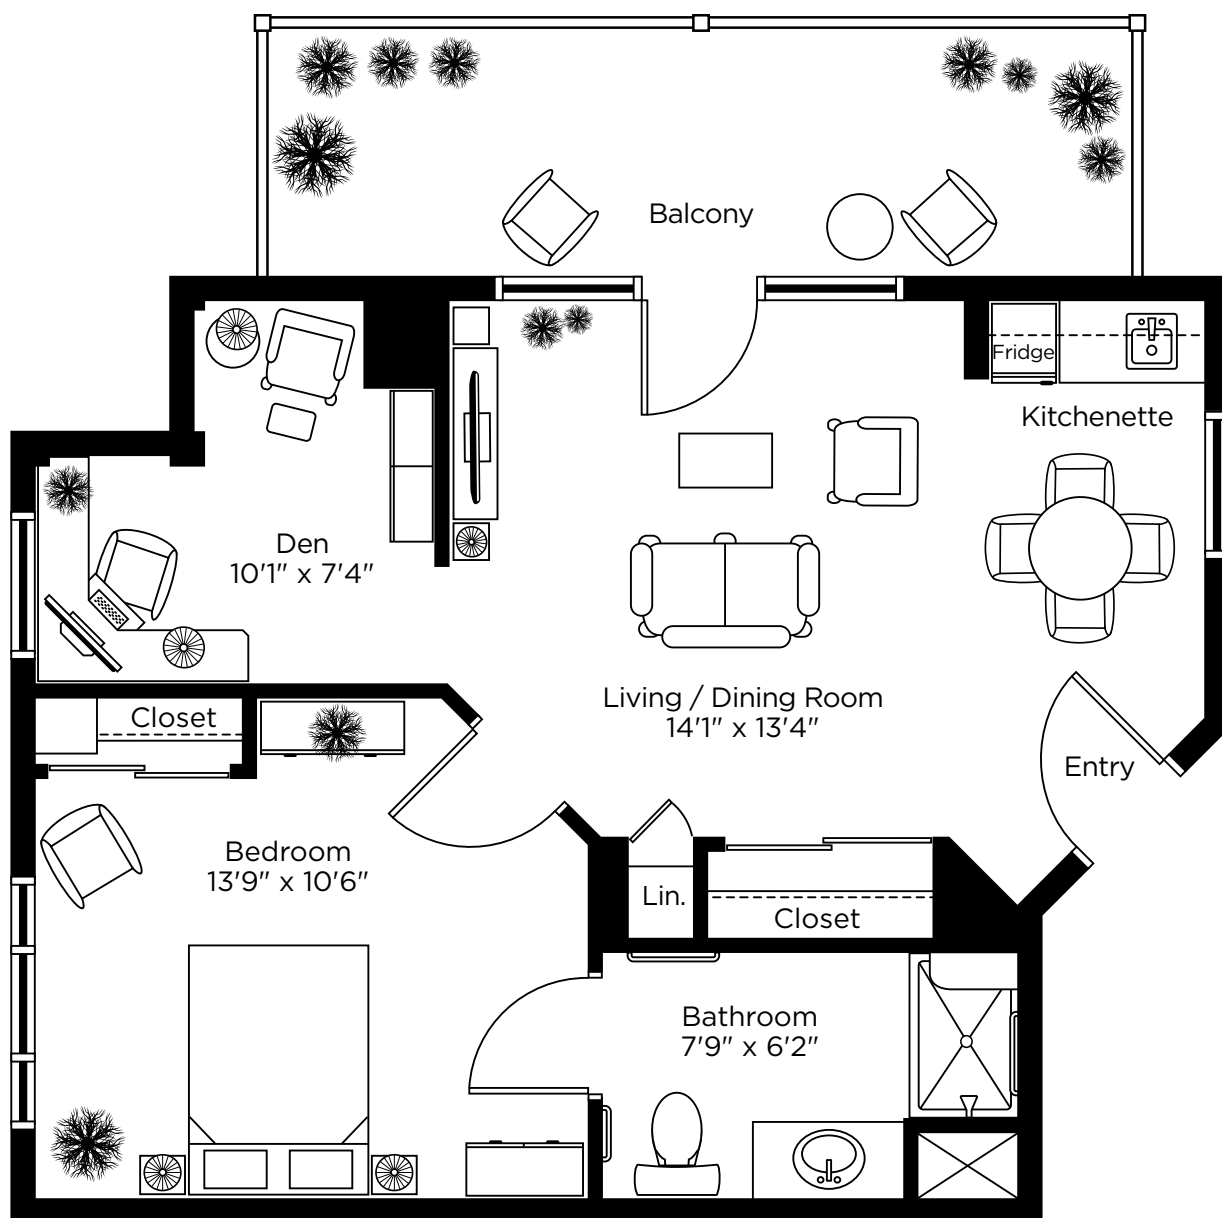 Balcony
Fridge
Kitchenette
Den
10'1" x 7'4"
Living / Dining Room
14'1" x 13'4"
Closet
Entry
Bedroom
13'9" x 10'6"
Lin.
Closet
Bathroom
7'9" x 6'2"